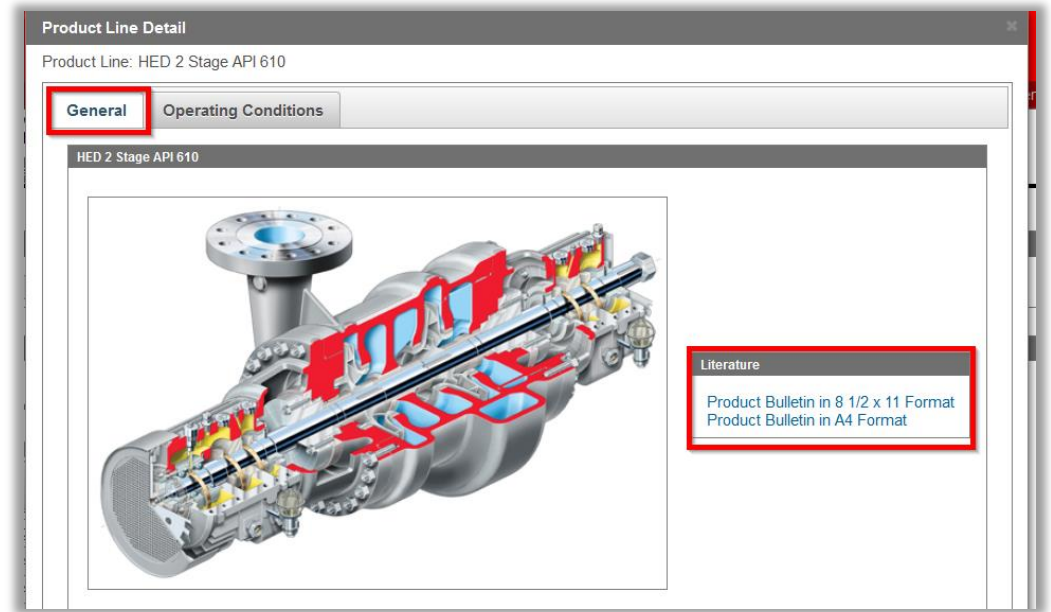 Product Line Detail
Product Line: HED 2 Stage API 610
General
Operating Conditions
HED 2 Stage API 610
Literature
Product Bulletin in 8 1/2 x 11 Format
Product Bulletin in A4 Format